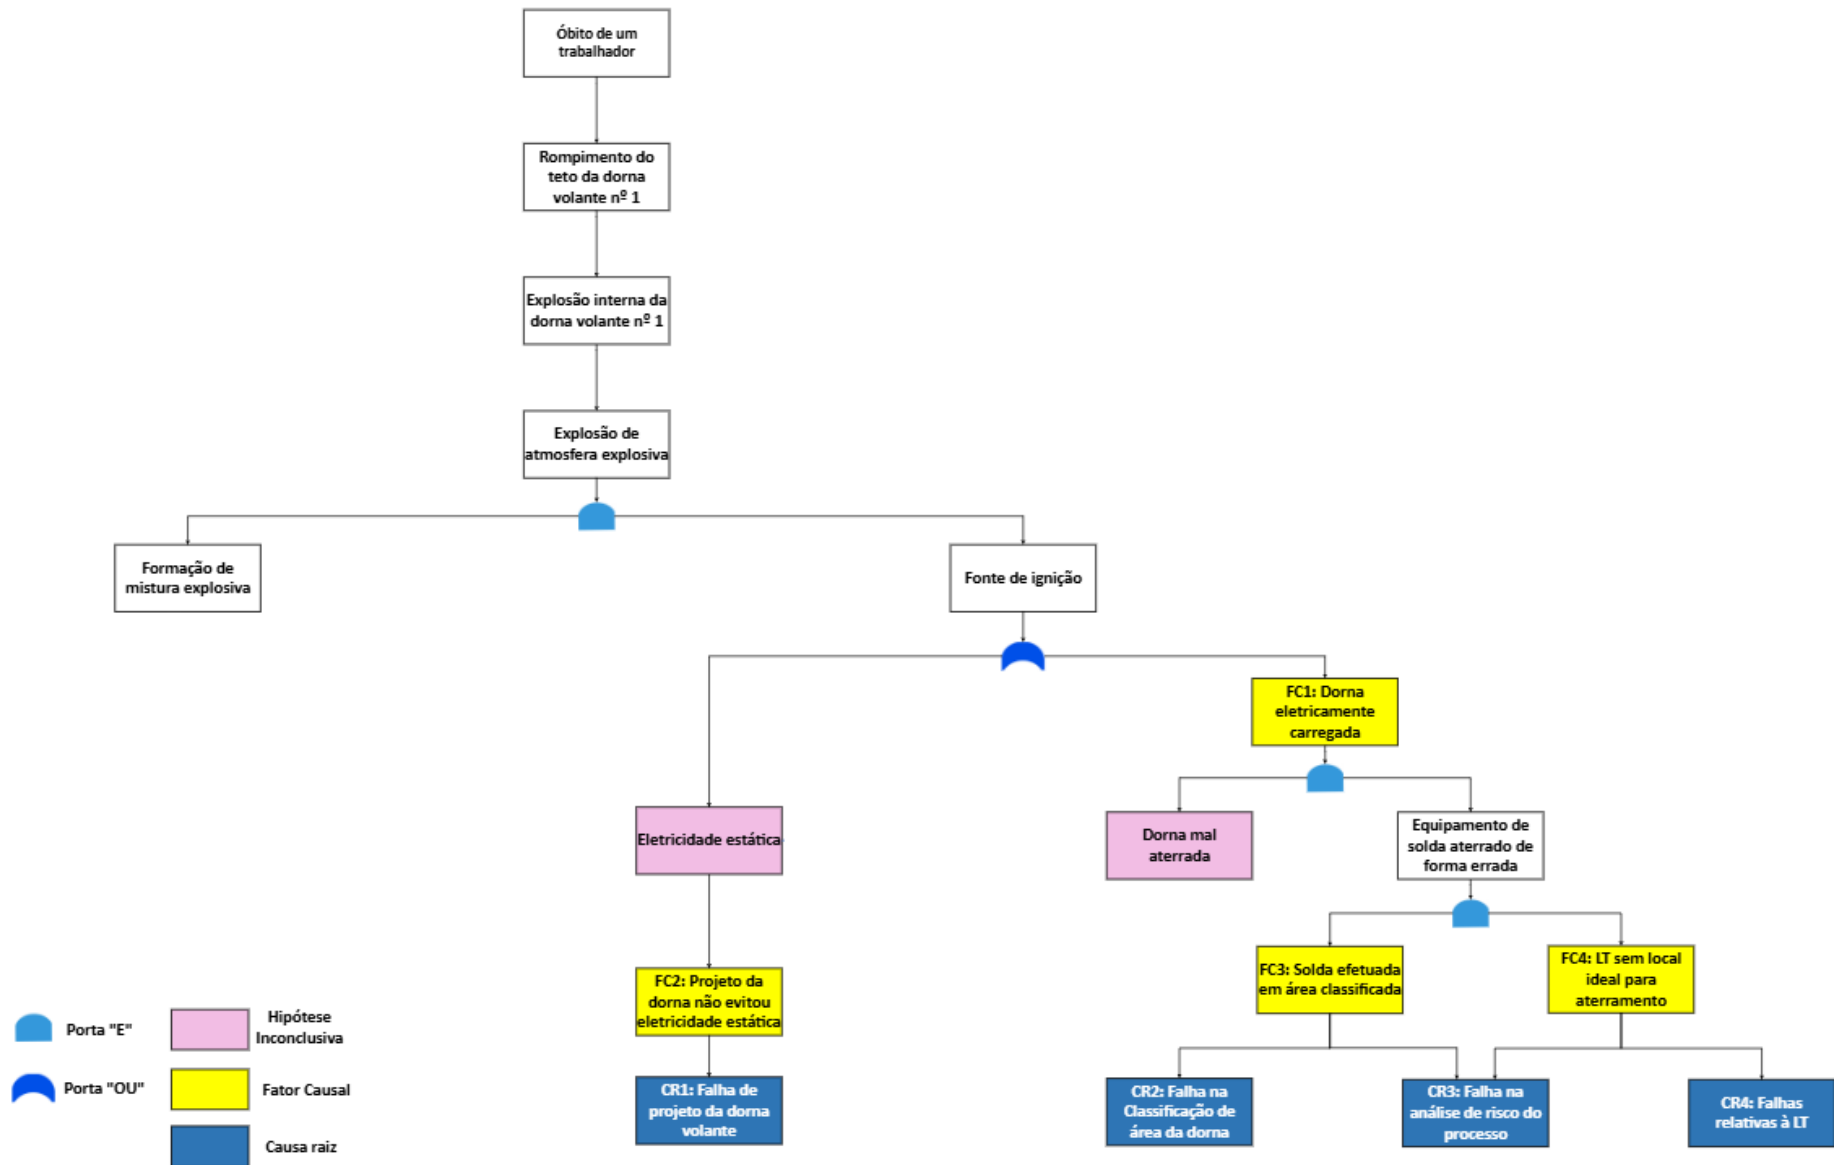 Óbito de um
trabalhador
Rompimento do
teto da dorna
volante nº 1
Explosão interna da
dorna volante nº 1
Explosão de
atmosfera explosiva
Formação de
mistura explosiva
Fonte de ignição
FC1: Dorna
eletricamente
carregada
Eletricidade estática
Dorna mal
aterrada
Equipamento de
solda aterrado de
forma errada
FC2: Projeto da
dorna não evitou
eletricidade estática
FC3: Solda efetuada
em área classificada
FC4: LT sem local
ideal para
aterramento
CR1: Falha de
projeto da dorna
volante
CR2: Falha na
Classificação de
área da dorna
CR3: Falha na
análise de risco do
processo
CR4: Falhas
relativas à LT
Porta "E"
Hipótese
Inconclusiva
Porta "OU"
Fator Causal
Causa raiz